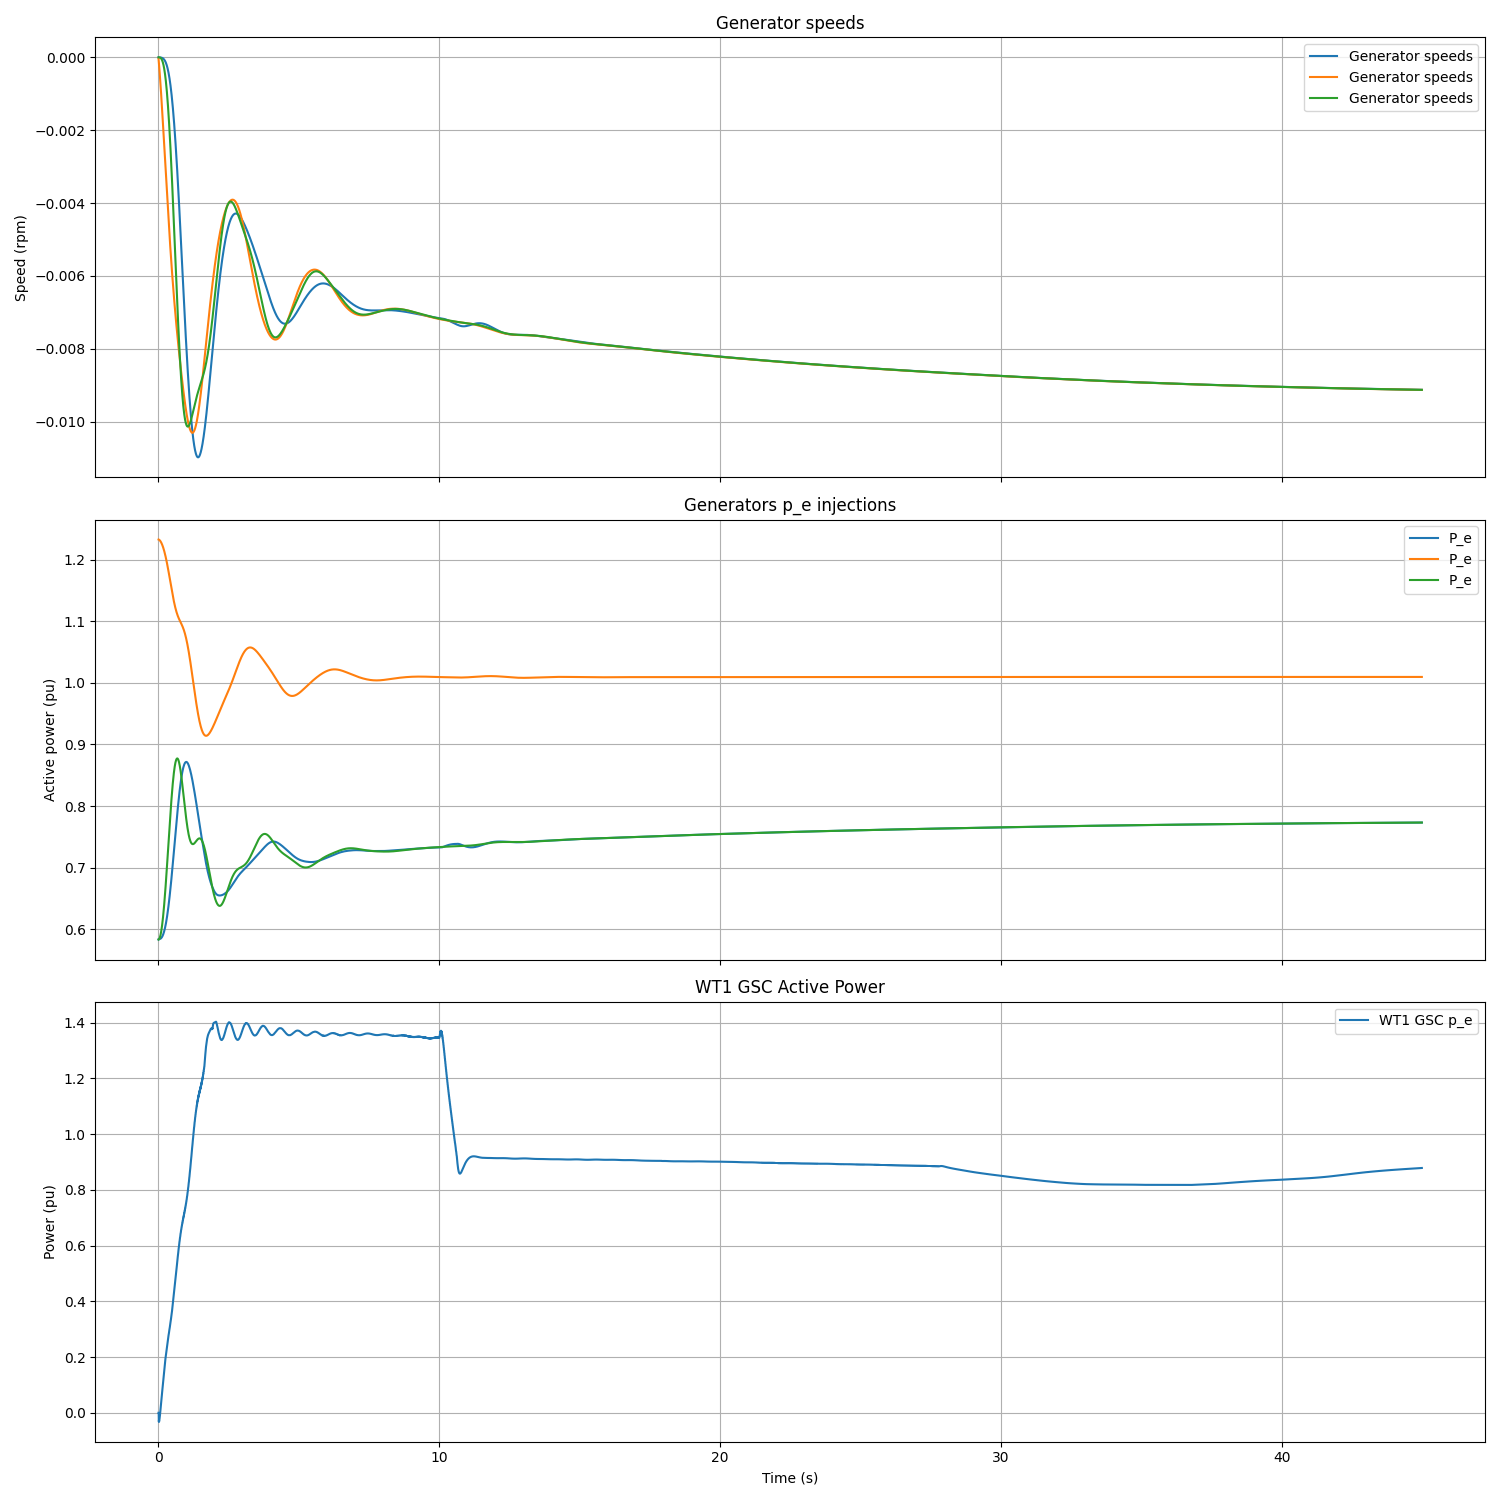 Generator speeds
Generator speeds
Generator speeds
Generator speeds
0.000
−0.002
−0.004
−0.006
−0.008
−0.010
Speed (rpm)
Generators p_e injections
P_e
P_e
P_e
1.2
1.1
1.0
0.9
0.8
0.7
0.6
Active power (pu)
WT1 GSC Active Power
WT1 GSC p_e
1.4
1.2
1.0
0.8
0.6
0.4
0.2
0.0
Power (pu)
0 10 20 30 40
Time (s)